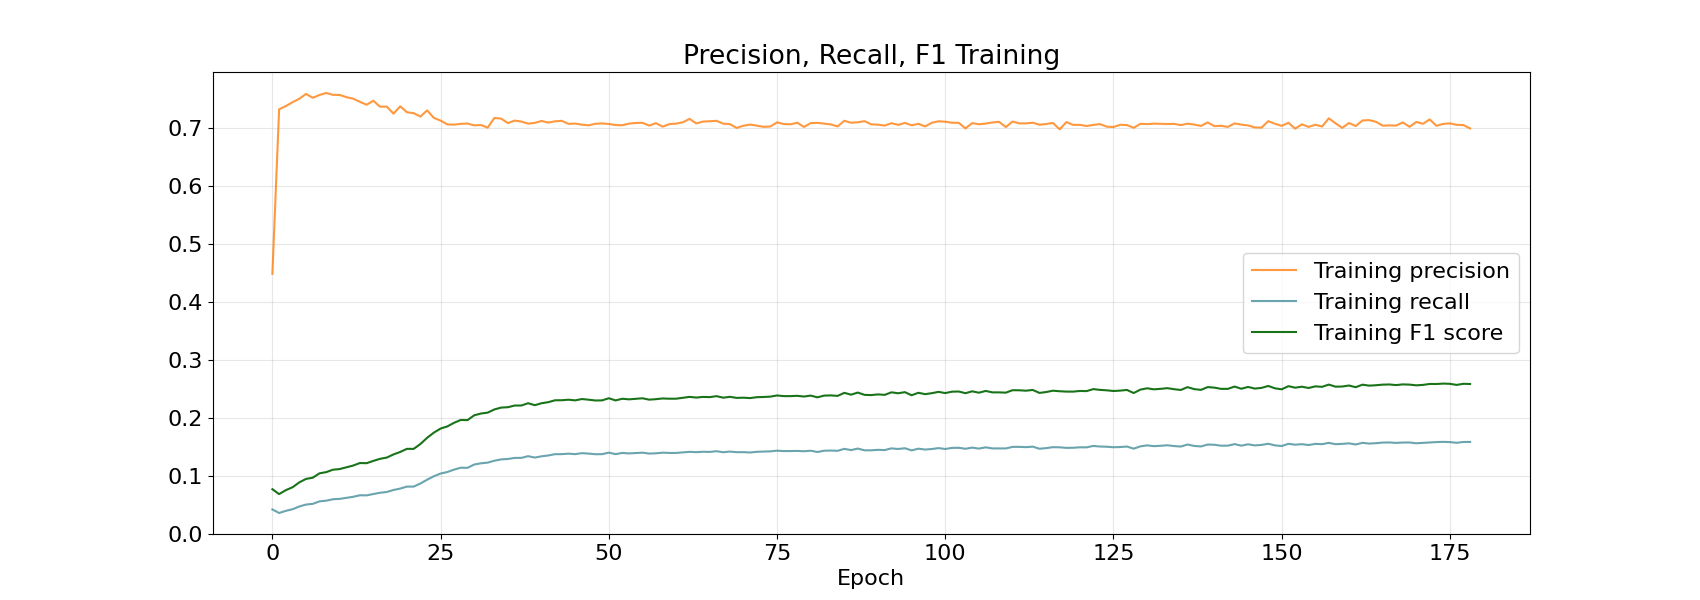 Precision, Recall, F1 Training
0.7
0.6
0.5
0.4
0.3
0.2
0.1
0.0
Training precision
Training recall
Training F1 score
0 25 50 75 100 125 150 175
Epoch